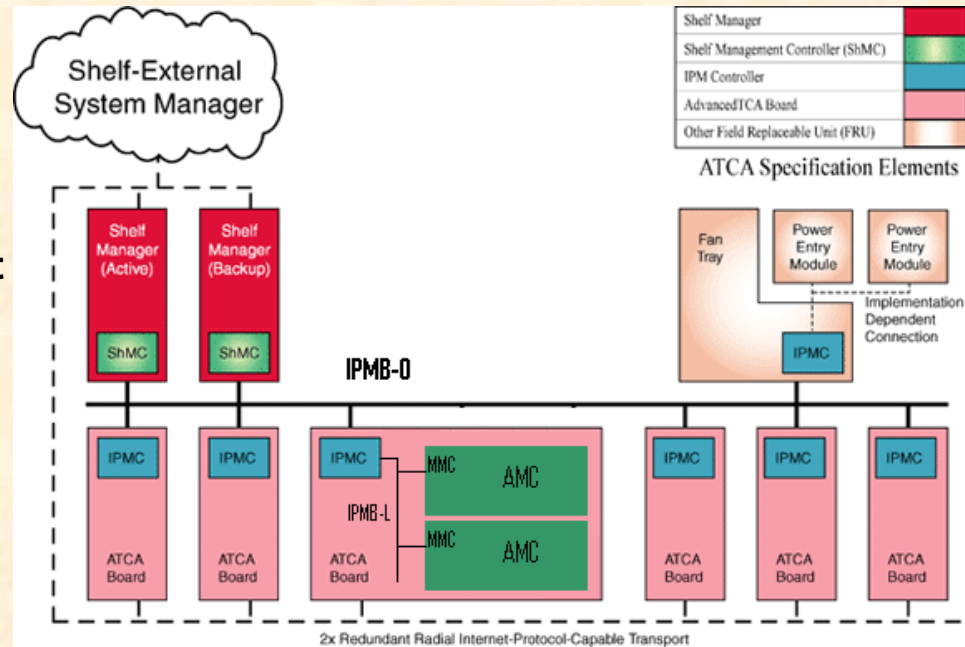 Shelf-External
System Manager
Shelf Manager
Shelf Management Controller (ShMC)
IPM Controller
AdvancedTCA Board
Other Field Replaceable Unit (FRU)
ATCA Specification Elements
t
Shelf
Manager
(Active)
ShMC
Shelf
Manager
(Backup)
ShMC
Fan
Tray
Power
Entry
Module
Power
Entry
Module
Implementation
Dependent
Connection
IPMC
IPMB-0
IPMC
ATCA
Board
IPMC
ATCA
Board
IPMC
IPMB-L
MMC
AMC
MMC
AMC
ATCA
Board
IPMC
ATCA
Board
IPMC
ATCA
Board
IPMC
ATCA
Board
2x Redundant Radial Internet-Protocol-Capable Transport